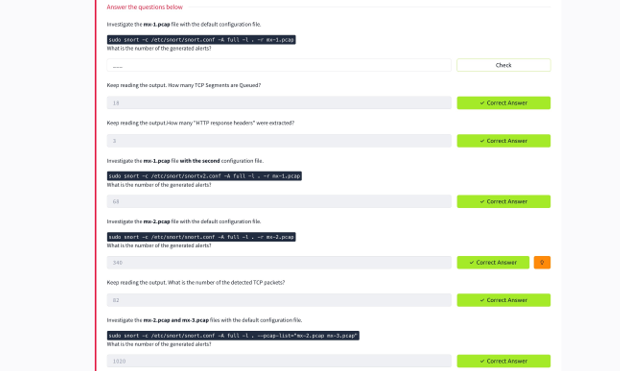 Answer the questions below
Investigate the mx-1.pcap file with the default configuration file.
sudo snort -c /etc/snort/snort.conf -A full -l . -r mx-1.pcap
What is the number of the generated alerts?
___
Check
Keep reading the output. How many TCP Segments are Queued?
18
✓ Correct Answer
Keep reading the output.How many "HTTP response headers" were extracted?
3
✓ Correct Answer
Investigate the mx-1.pcap file with the second configuration file.
sudo snort -c /etc/snort/snortv2.conf -A full -l . -r mx-1.pcap
What is the number of the generated alerts?
68
✓ Correct Answer
Investigate the mx-2.pcap file with the default configuration file.
sudo snort -c /etc/snort/snort.conf -A full -l . -r mx-2.pcap
What is the number of the generated alerts?
340
✓ Correct Answer
Keep reading the output. What is the number of the detected TCP packets?
82
✓ Correct Answer
Investigate the mx-2.pcap and mx-3.pcap files with the default configuration file.
sudo snort -c /etc/snort/snort.conf -A full -l . --pcap-list="mx-2.pcap mx-3.pcap"
What is the number of the generated alerts?
1020
✓ Correct Answer